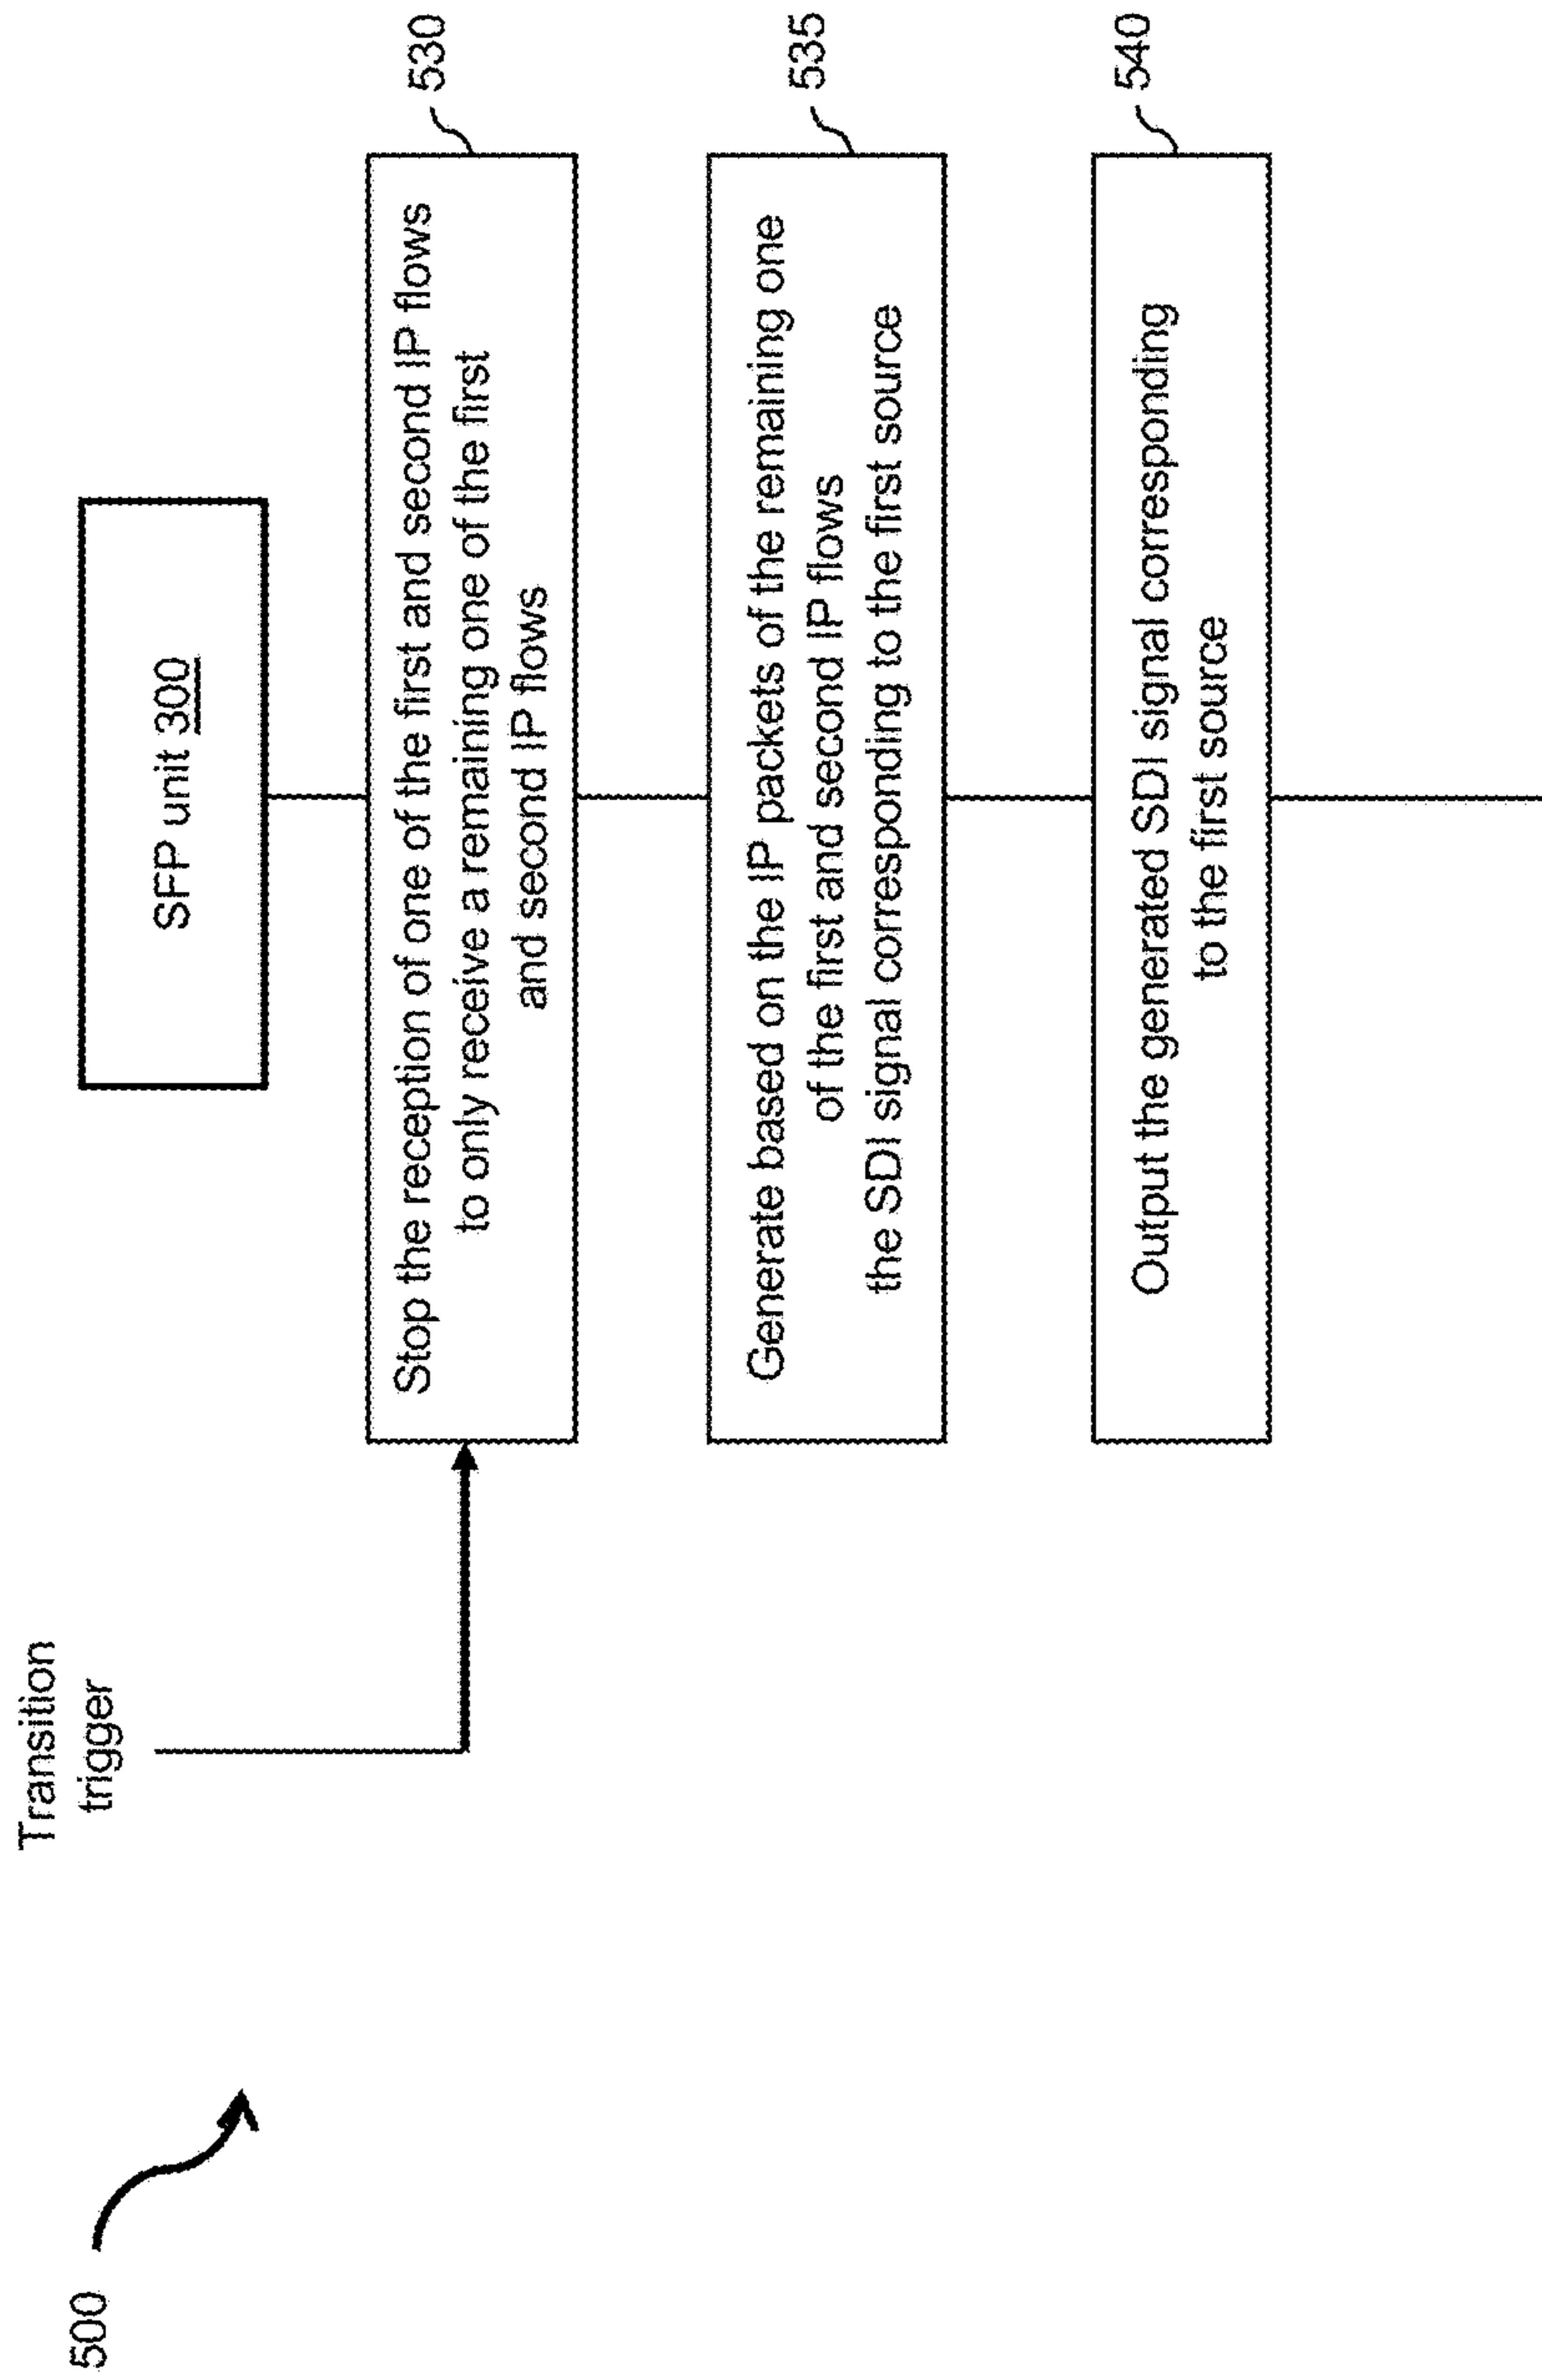 500
Transition
trigger
SFP unit 300
Stop the reception of one of the first and second IP flows
to only receive a remaining one of the first
and second IP flows
530
Generate based on the IP packets of the remaining one
of the first and second IP flows
the SDI signal corresponding to the first source
535
Output the generated SDI signal corresponding
to the first source
540